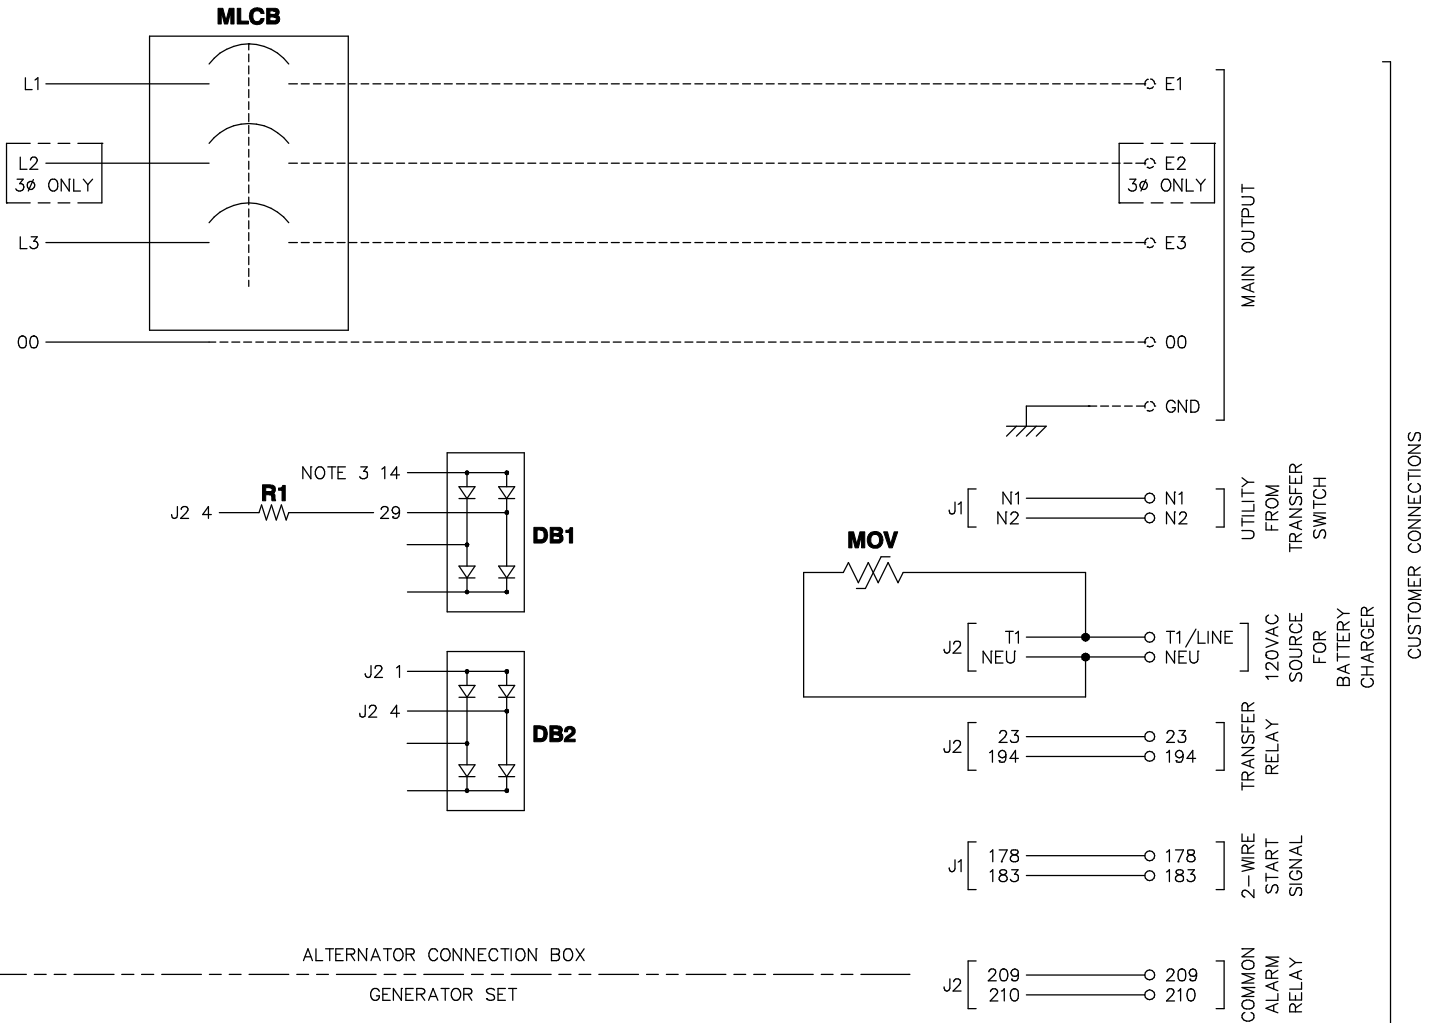 MLCB
L1
E1
L2
3ø ONLY
E2
3ø ONLY
L3
E3
00
00
GND
MAIN OUTPUT
NOTE 3 14
R1
J2 4
29
DB1
J2 1
J2 4
DB2
J1
N1
N1
N2
N2
UTILITY
FROM
TRANSFER
SWITCH
MOV
J2
T1
T1/LINE
NEU
NEU
120VAC
SOURCE
FOR
BATTERY
CHARGER
J2
23
23
194
194
TRANSFER
RELAY
J1
178
178
183
183
2-WIRE
START
SIGNAL
J2
209
209
210
210
COMMON
ALARM
RELAY
CUSTOMER CONNECTIONS
ALTERNATOR CONNECTION BOX
GENERATOR SET